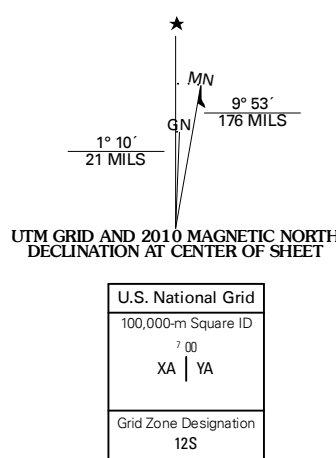 ★
MN
GN
9° 53´
176 MILS
1° 10´
21 MILS
UTM GRID AND 2010 MAGNETIC NORTH
DECLINATION AT CENTER OF SHEET
U.S. National Grid
100,000-m Square ID
7 00
XA YA
Grid Zone Designation
12S